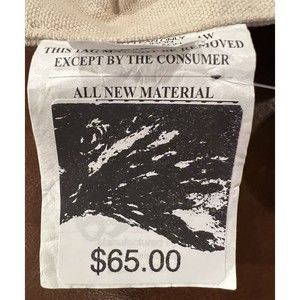 THIS TAG MAY NOT BE REMOVED
EXCEPT BY THE CONSUMER
ALL NEW MATERIAL
$65.00